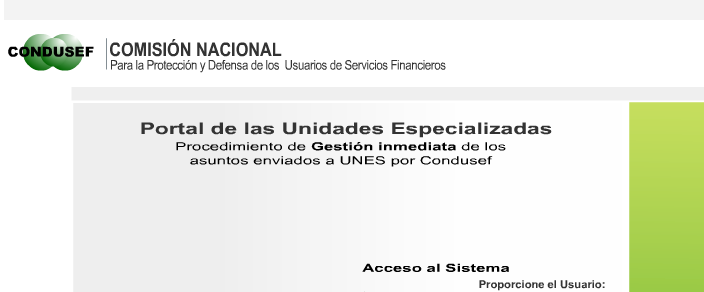 CONDUSEF
COMISIÓN NACIONAL
Para la Protección y Defensa de los Usuarios de Servicios Financieros
Portal de las Unidades Especializadas
Procedimiento de Gestión inmediata de los
asuntos enviados a UNES por Condusef
Acceso al Sistema
Proporcione el Usuario: